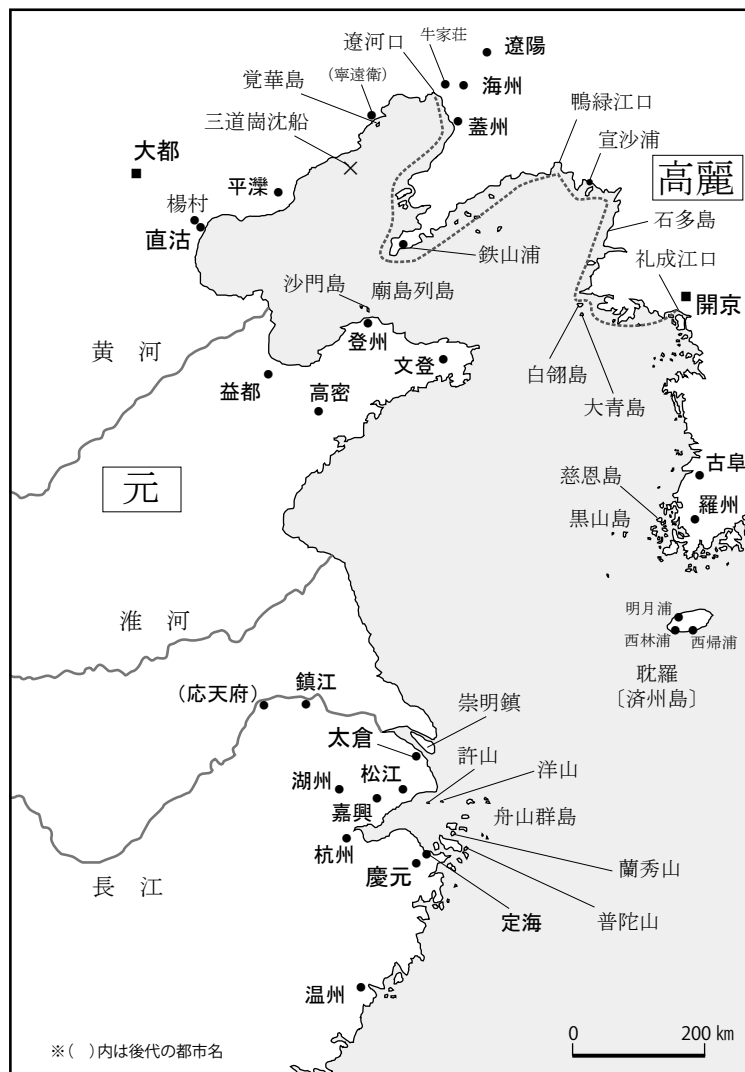 牛家荘
遼河口
遼陽
覚華島
(寧遠衛)
海州
鴨緑江口
三道崗沈船
蓋州
宣沙浦
大都
高麗
平灤
楊村
石多島
直沽
鉄山浦
礼成江口
沙門島
廟島列島
開京
登州
黄 河
文登
白翎島
益都
高密
大青島
古阜
元
慈恩島
羅州
黒山島
明月浦
淮 河
西林浦
西帰浦
耽羅
〔済州島〕
(応天府)
鎮江
崇明鎮
太倉
許山
洋山
湖州
松江
嘉興
舟山群島
杭州
蘭秀山
慶元
長 江
定海
普陀山
温州
0
200 km
※( )内は後代の都市名